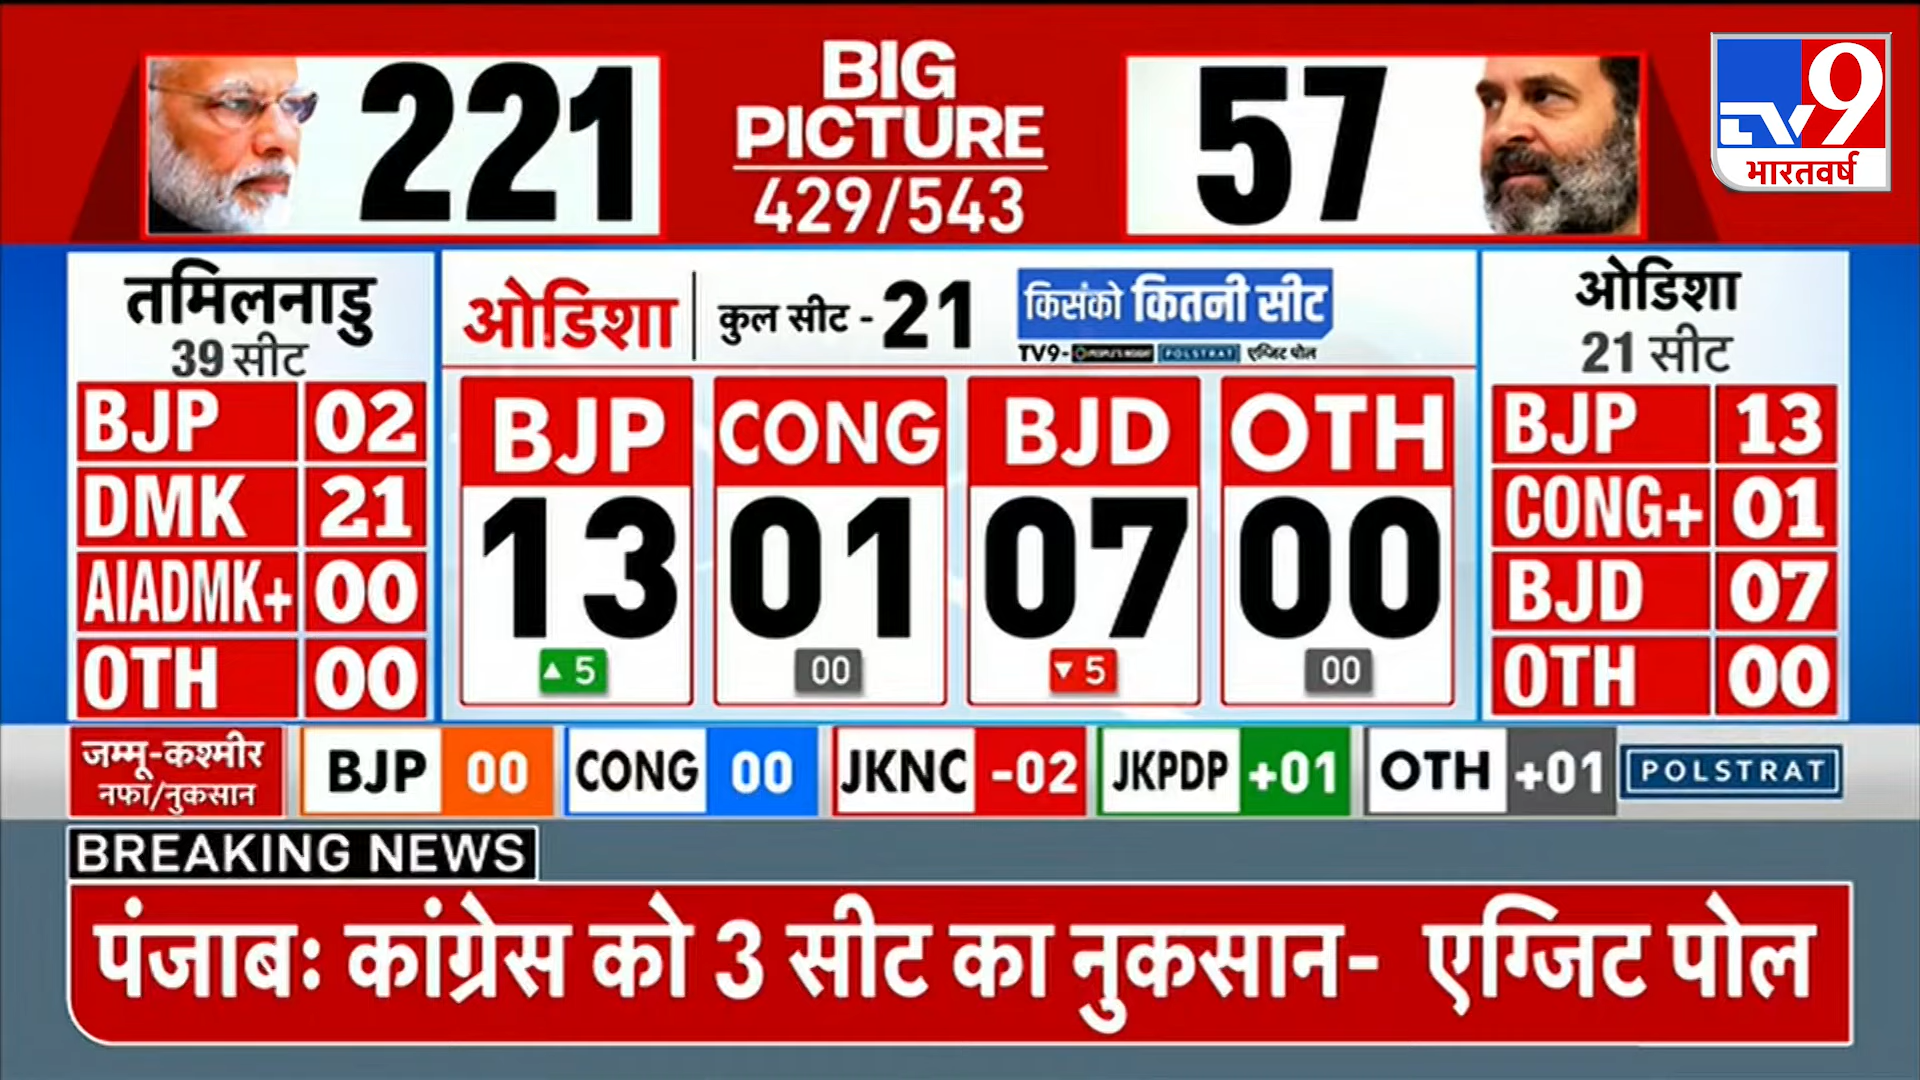 221
BIG
PICTURE
429/543
57
TV9
भारतवर्ष
तमिलनाडु
39 सीट
BJP 02
DMK 21
AIADMK+ 00
OTH 00
ओडिशा
कुल सीट - 21
किसको कितनी सीट
TV9- PEOPLE'S INSIGHT POLSTRAT एग्जिट पोल
BJP CONG BJD OTH
13 01 07 00
▲ 5 00 ▼ 5 00
ओडिशा
21 सीट
BJP 13
CONG+ 01
BJD 07
OTH 00
जम्मू-कश्मीर
नफा/नुकसान
BJP 00 CONG 00 JKNC -02 JKPDP +01 OTH +01 POLSTRAT
BREAKING NEWS
पंजाब: कांग्रेस को 3 सीट का नुकसान- एग्जिट पोल